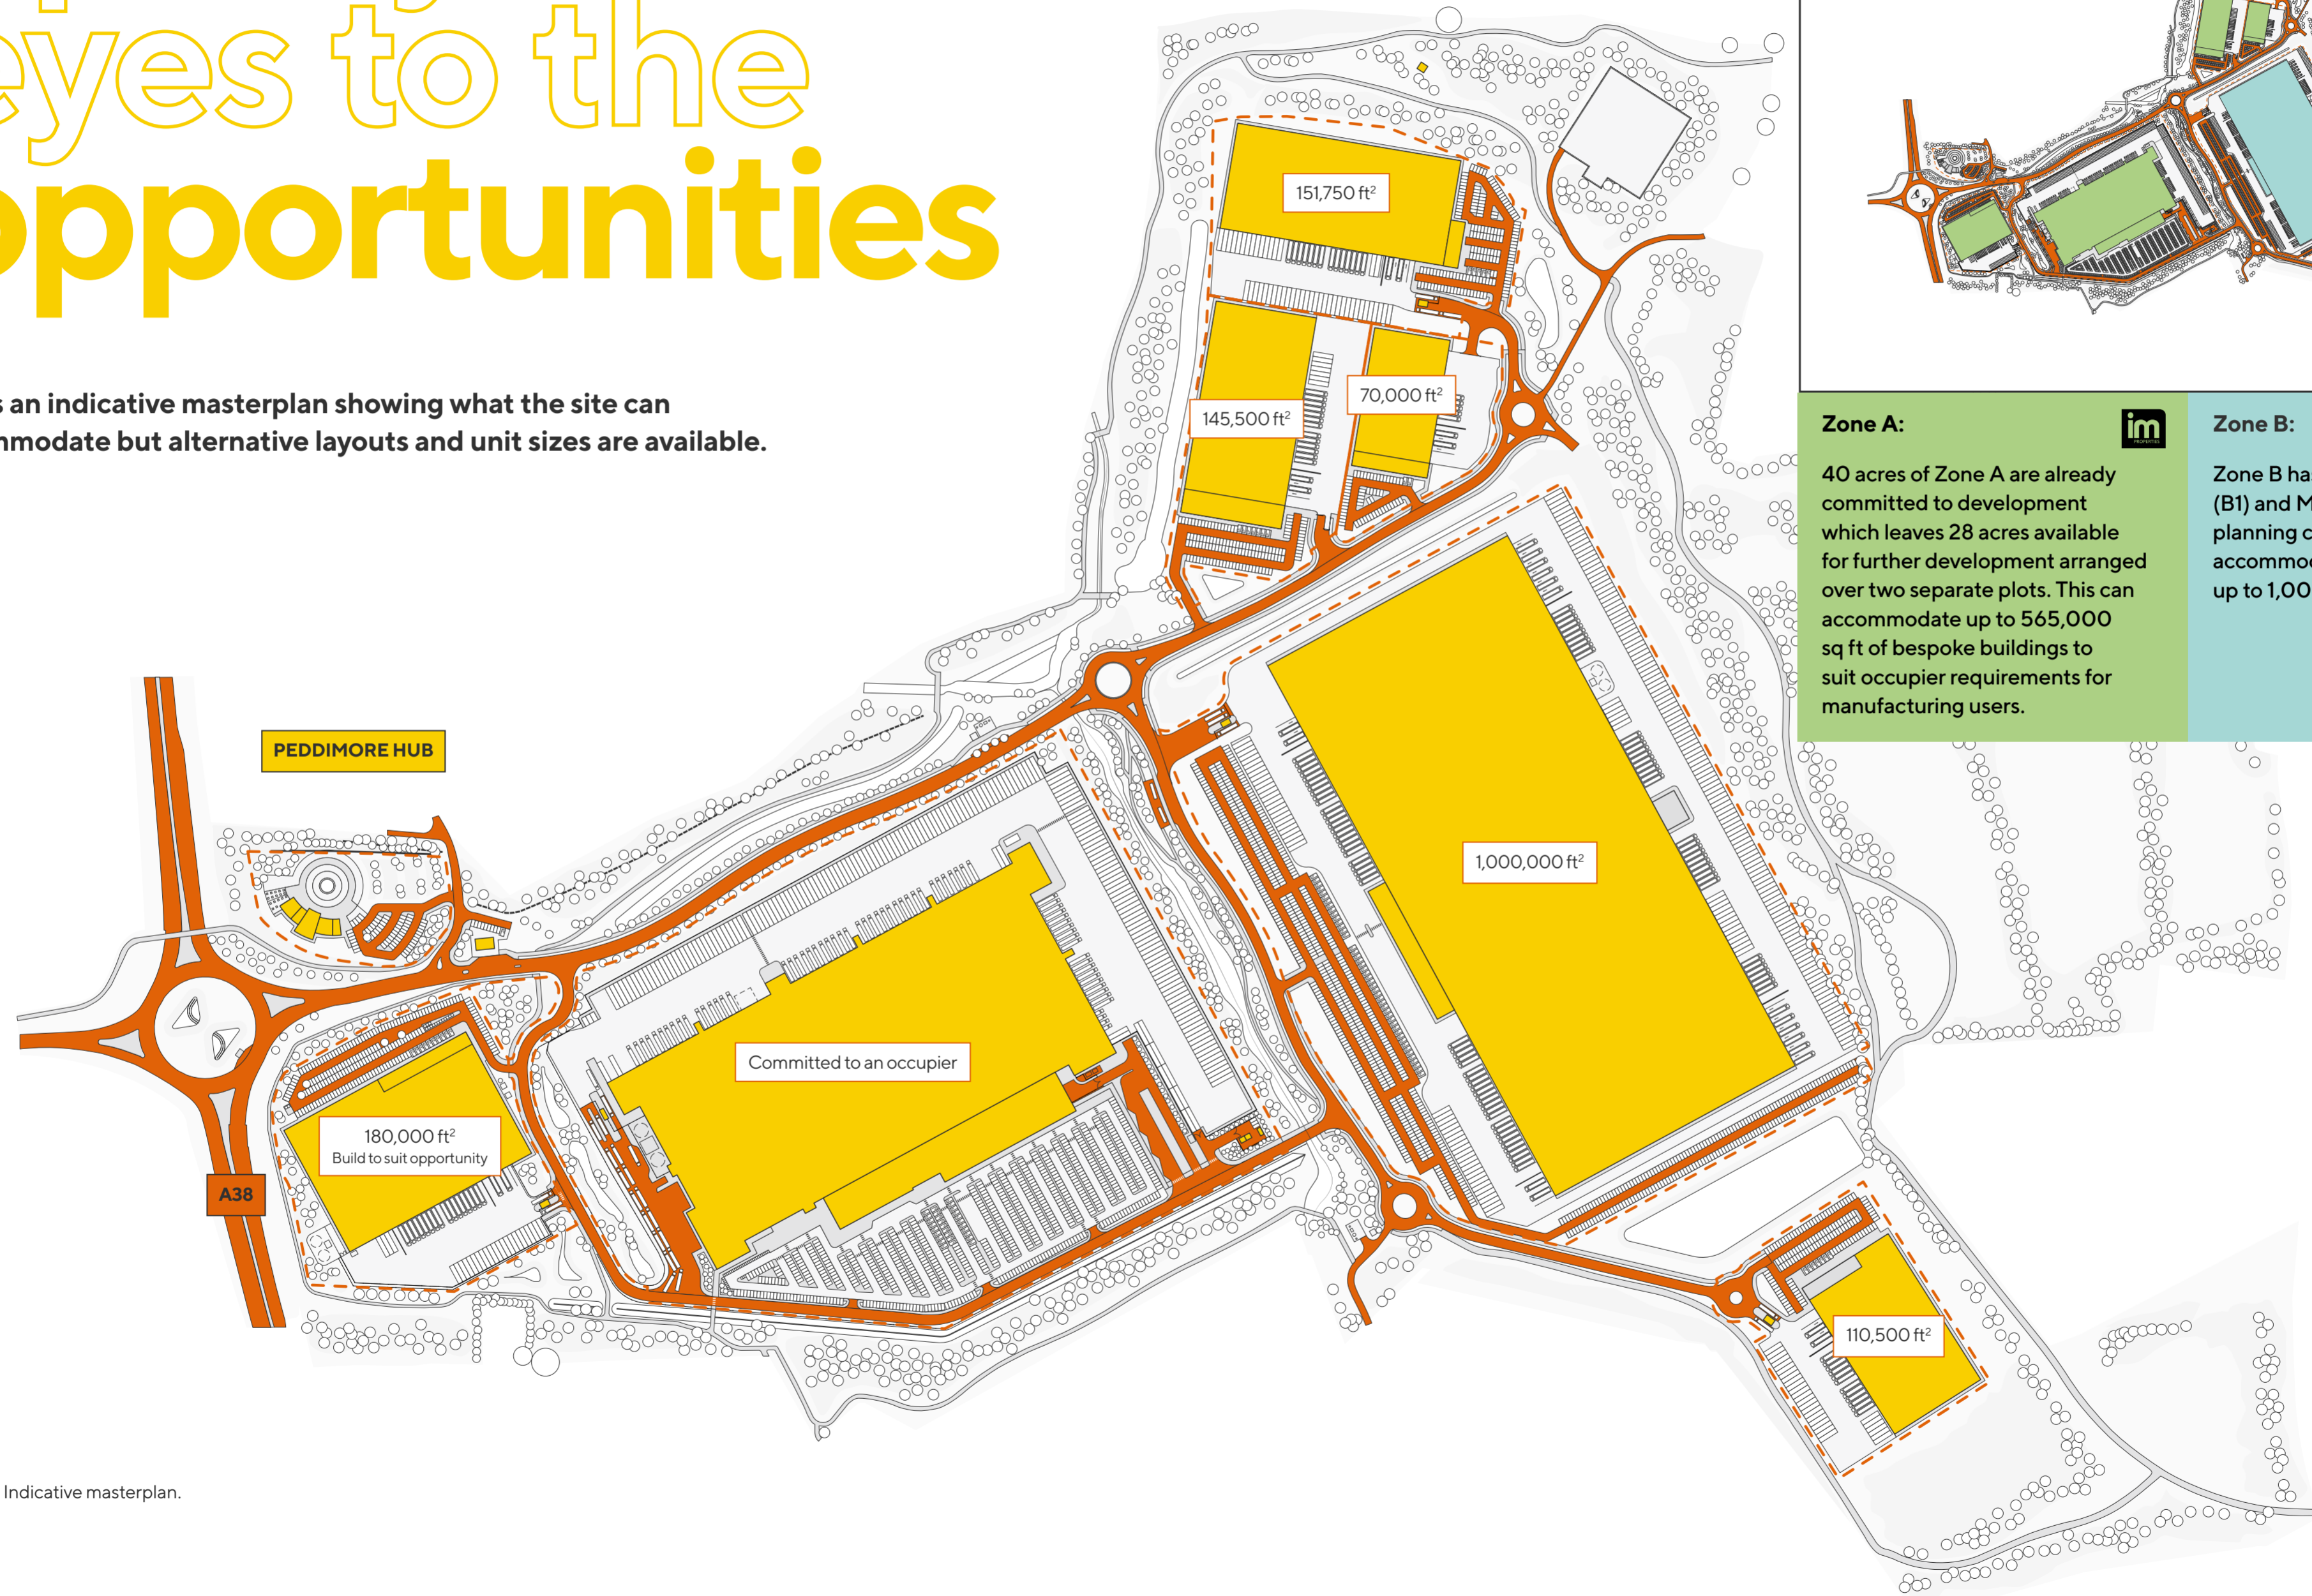 eyes to the
opportunities
an indicative masterplan showing what the site can
but alternative layouts and unit sizes are available.
151,750 ft²
145,500 ft²
70,000 ft²
1,000,000 ft²
PEDDIMORE HUB
Committed to an occupier
180,000 ft²
Build to suit opportunity
A38
110,500 ft²
Indicative masterplan.
Zone A:
im
PROPERTIES
40 acres of Zone A are already
committed to development
which leaves 28 acres available
for further development arranged
over two separate plots. This can
accommodate up to 565,000
sq ft of bespoke buildings to
suit occupier requirements for
manufacturing users.
Zone B:
Zone B
(B1) and
planning
up to